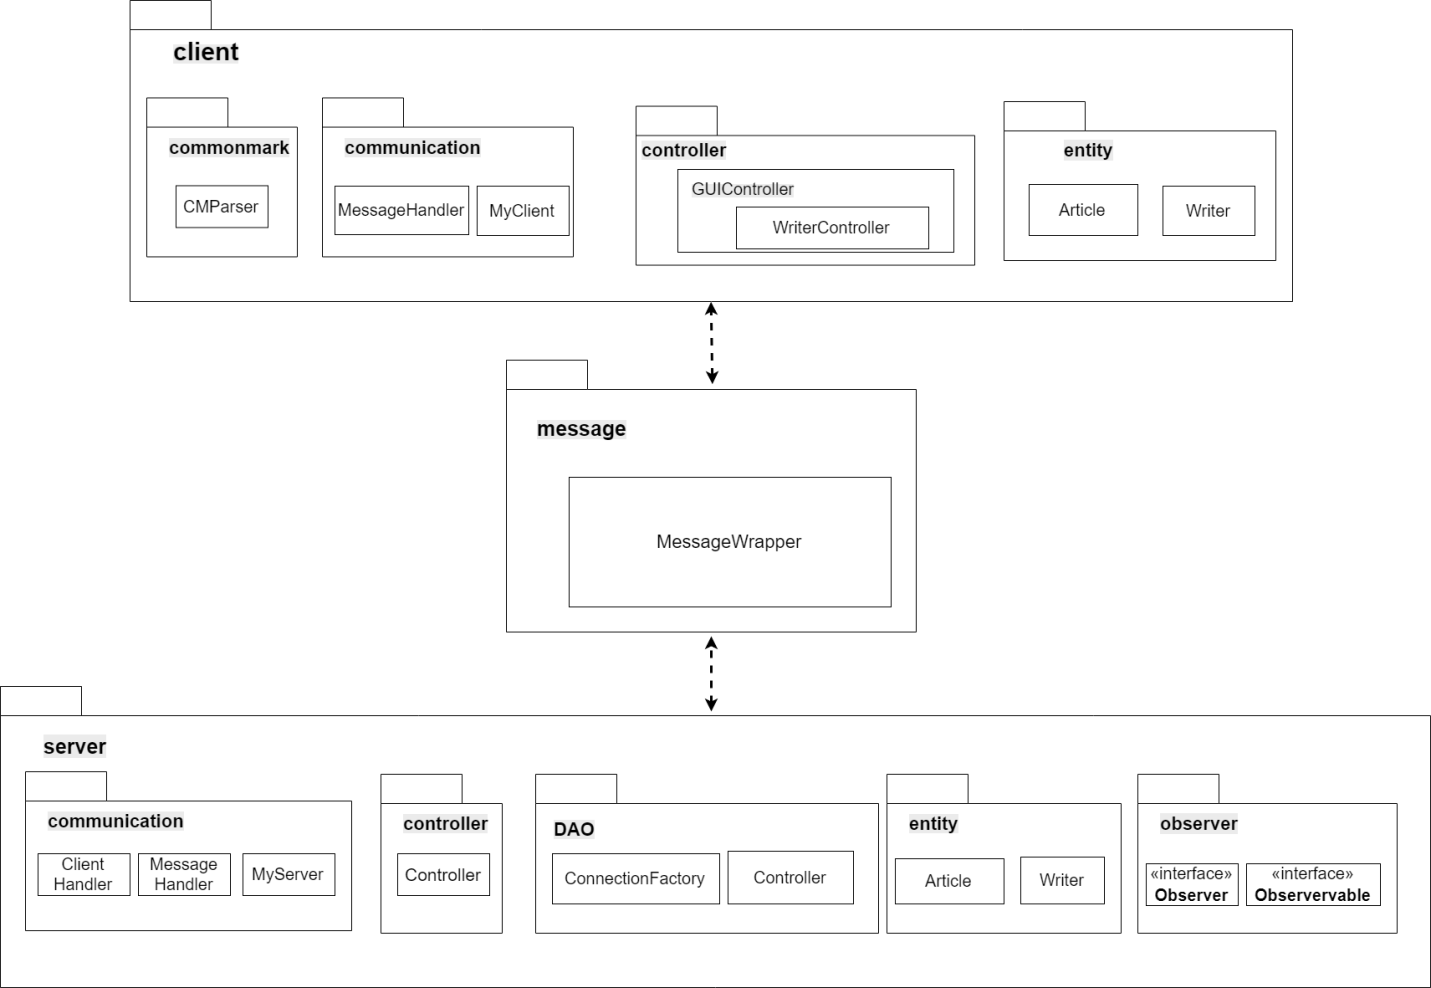 client
commonmark
CMParser
communication
MessageHandler
MyClient
controller
GUIController
WriterController
entity
Article
Writer
message
MessageWrapper
server
communication
Client
Handler
Message
Handler
MyServer
controller
Controller
DAO
ConnectionFactory
Controller
entity
Article
Writer
observer
«interface»
Observer
«interface»
Observervable